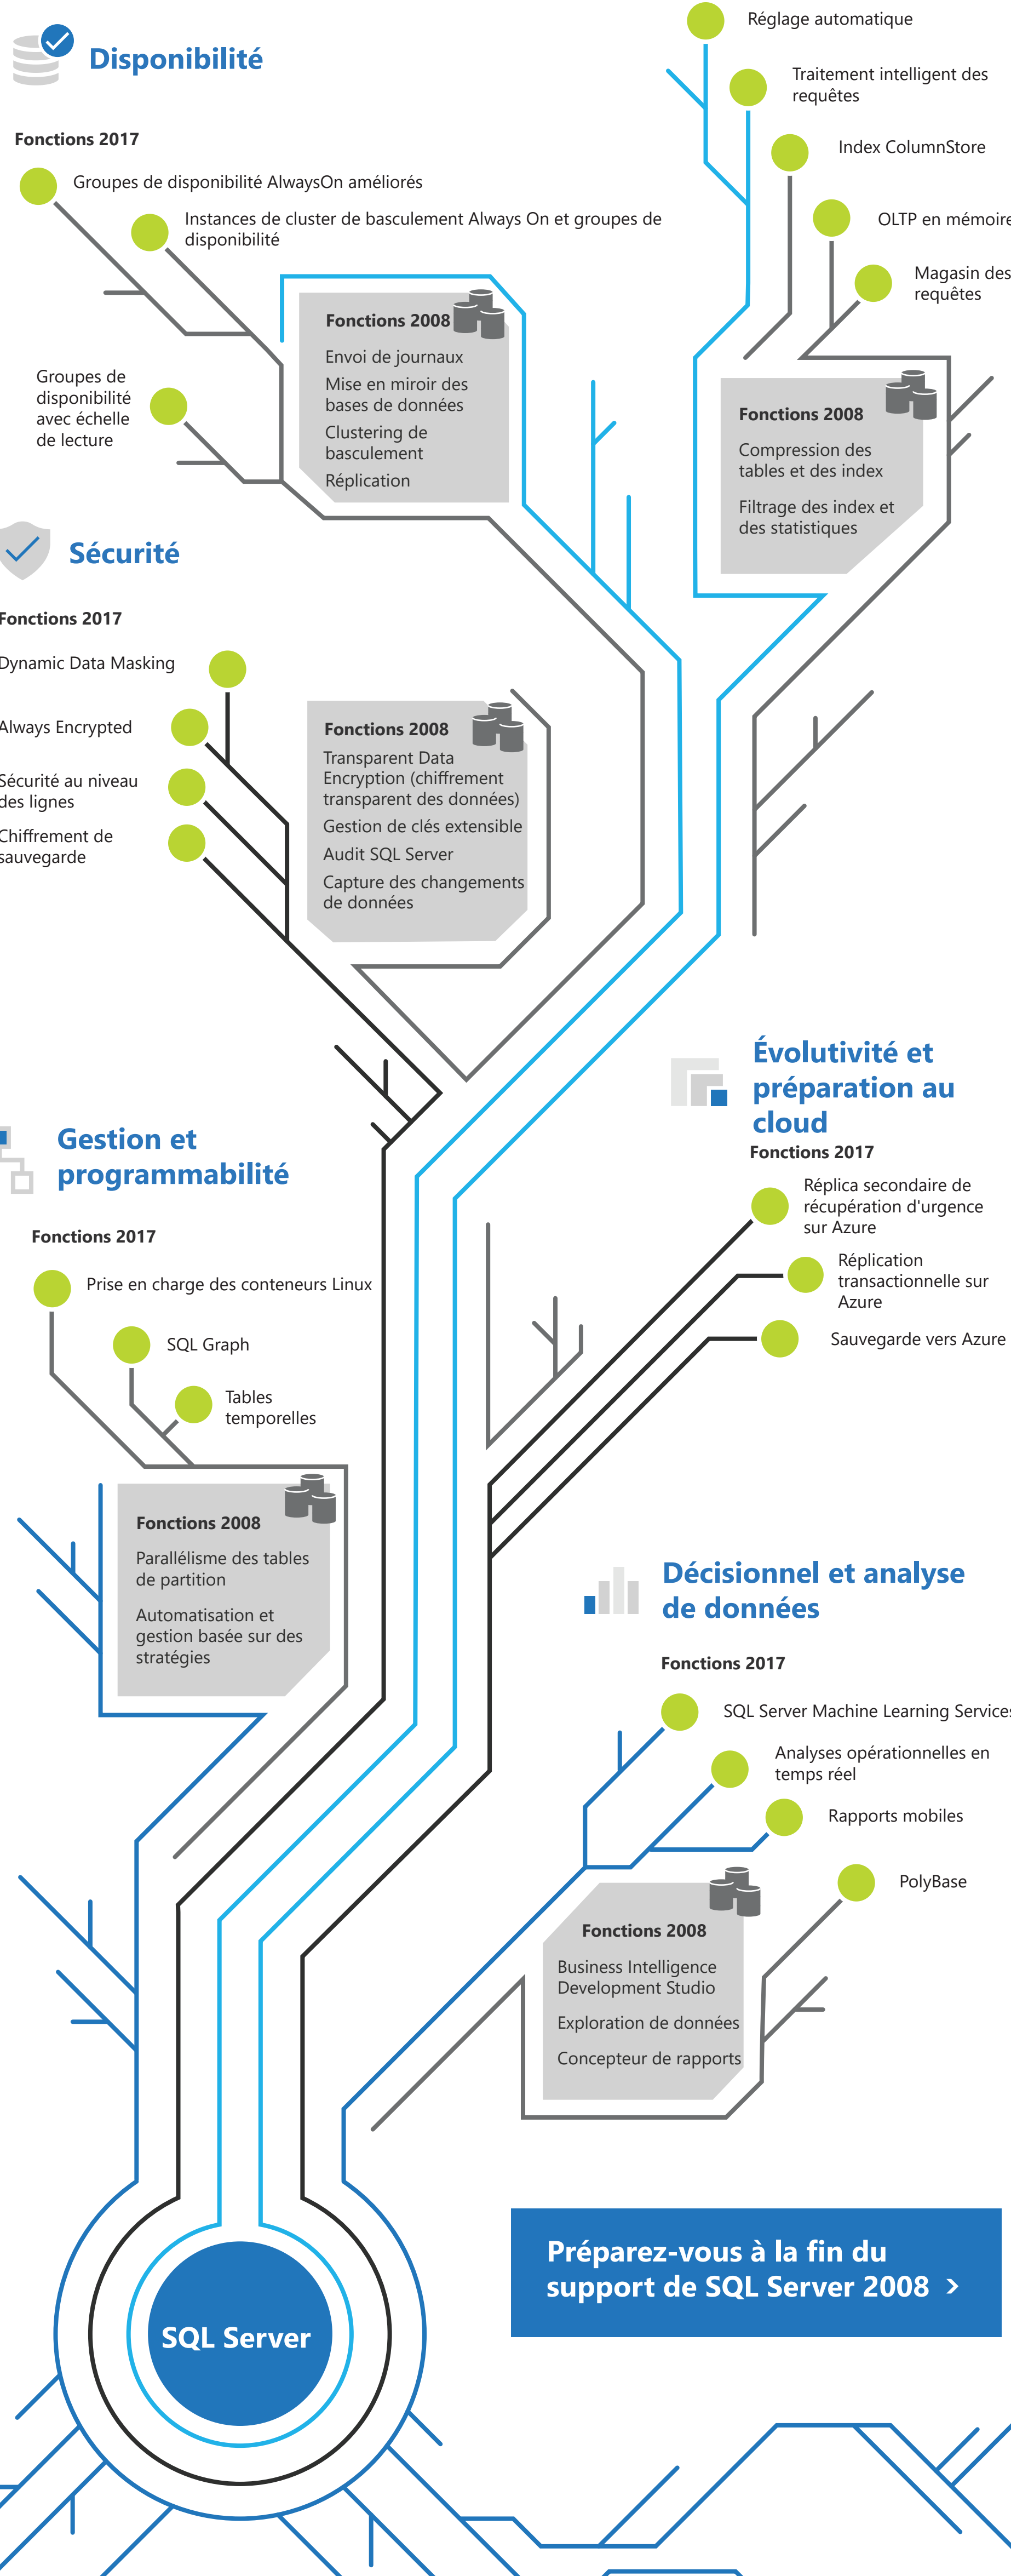 Disponibilité
Fonctions 2017
Groupes de disponibilité AlwaysOn améliorés
Instances de cluster de basculement Always On et groupes de
disponibilité
Groupes de
disponibilité
avec échelle
de lecture
Fonctions 2008
Envoi de journaux
Mise en miroir des
bases de données
Clustering de
basculement
Réplication
Réglage automatique
Traitement intelligent des
requêtes
Index ColumnStore
OLTP en mémoire
Magasin des
requêtes
Fonctions 2008
Compression des
tables et des index
Filtrage des index et
des statistiques
Sécurité
Fonctions 2017
Dynamic Data Masking
Always Encrypted
Sécurité au niveau
des lignes
Chiffrement de
sauvegarde
Fonctions 2008
Transparent Data
Encryption (chiffrement
transparent des données)
Gestion de clés extensible
Audit SQL Server
Capture des changements
de données
Évolutivité et
préparation au
cloud
Fonctions 2017
Réplica secondaire de
récupération d'urgence
sur Azure
Réplication
transactionnelle sur
Azure
Sauvegarde vers Azure
Gestion et
programmabilité
Fonctions 2017
Prise en charge des conteneurs Linux
SQL Graph
Tables
temporelles
Fonctions 2008
Parallélisme des tables
de partition
Automatisation et
gestion basée sur des
stratégies
Décisionnel et analyse
de données
Fonctions 2017
SQL Server Machine Learning Services
Analyses opérationnelles en
temps réel
Rapports mobiles
PolyBase
Fonctions 2008
Business Intelligence
Development Studio
Exploration de données
Concepteur de rapports
Préparez-vous à la fin du
support de SQL Server 2008 >
SQL Server